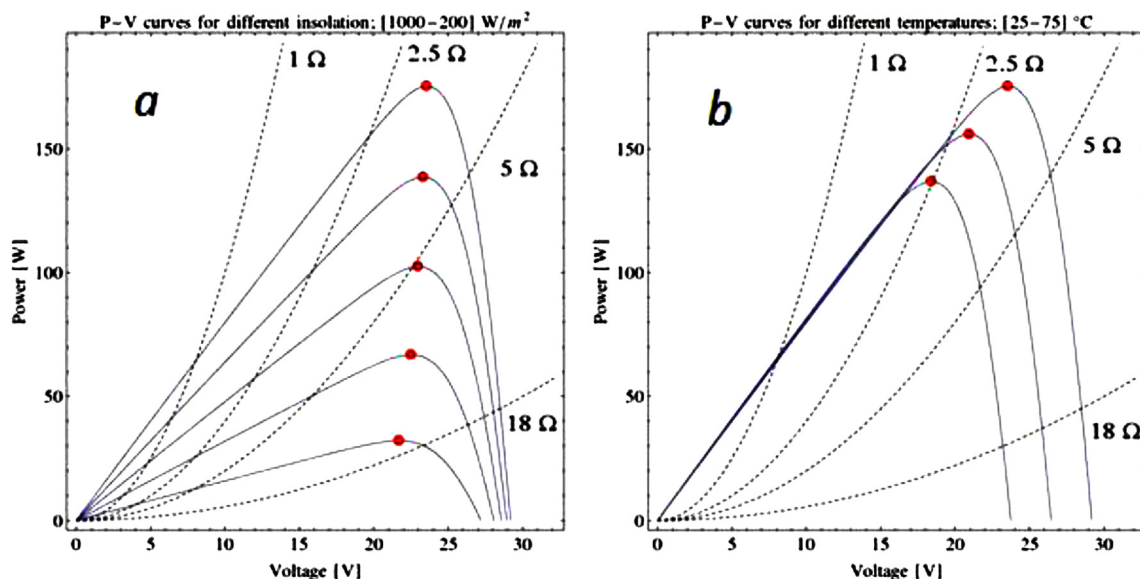 P-V curves for different insolation; [1000-200] W/m²
a
1 Ω
2.5 Ω
5 Ω
18 Ω
Power [W]
150
100
50
0
0 5 10 15 20 25 30
Voltage [V]
P-V curves for different temperatures; [25-75] °C
b
1 Ω
2.5 Ω
5 Ω
18 Ω
Power [W]
150
100
50
0
0 5 10 15 20 25 30
Voltage [V]